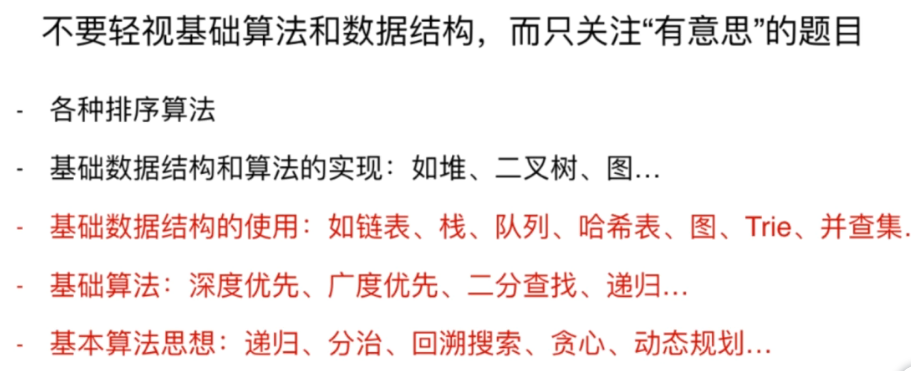 不要轻视基础算法和数据结构，而只关注“有意思”的题目
- 各种排序算法
- 基础数据结构和算法的实现：如堆、二叉树、图…
- 基础数据结构的使用：如链表、栈、队列、哈希表、图、Trie、并查集.
- 基础算法：深度优先、广度优先、二分查找、递归…
- 基本算法思想：递归、分治、回溯搜索、贪心、动态规划…